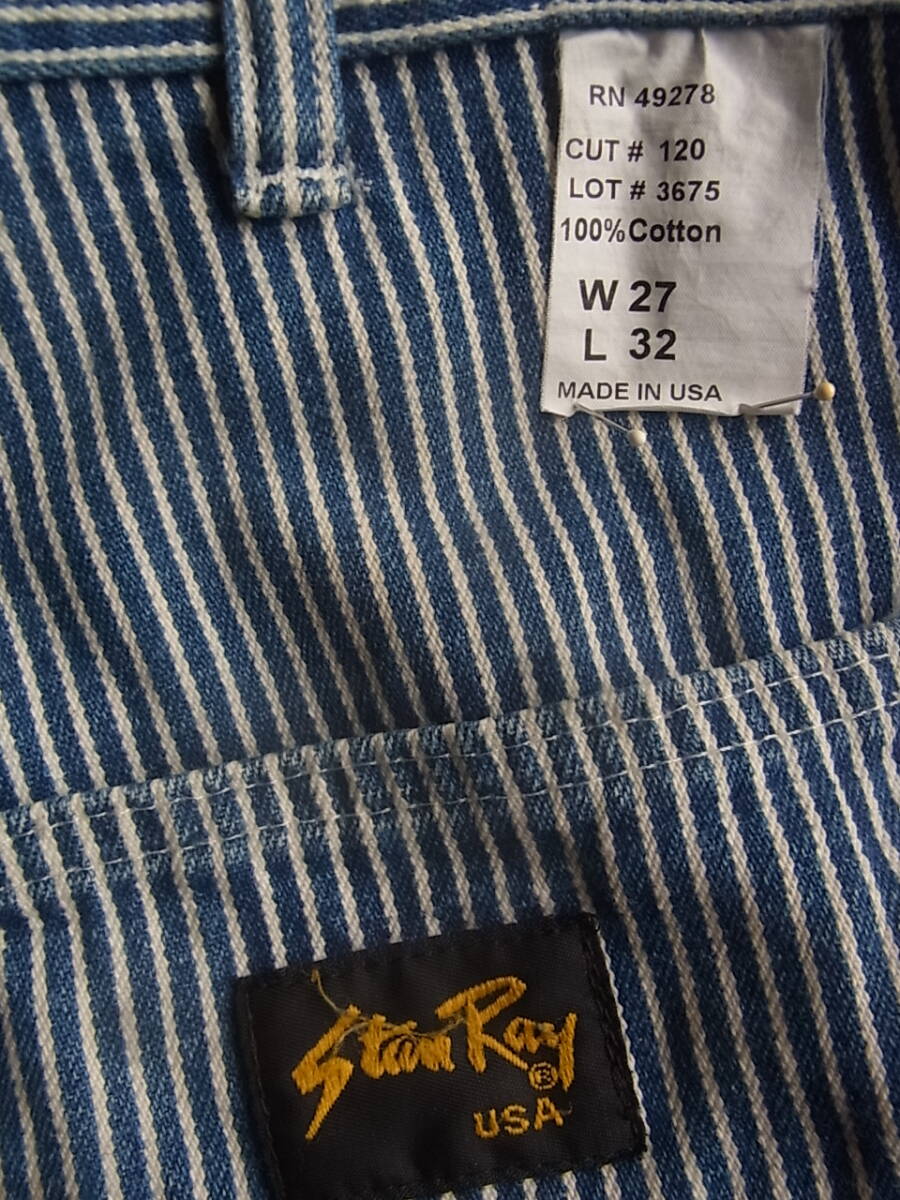 RN 49278
CUT # 120
LOT # 3675
100%Cotton
W 27
L 32
MADE IN USA
Stan Ray
®
USA